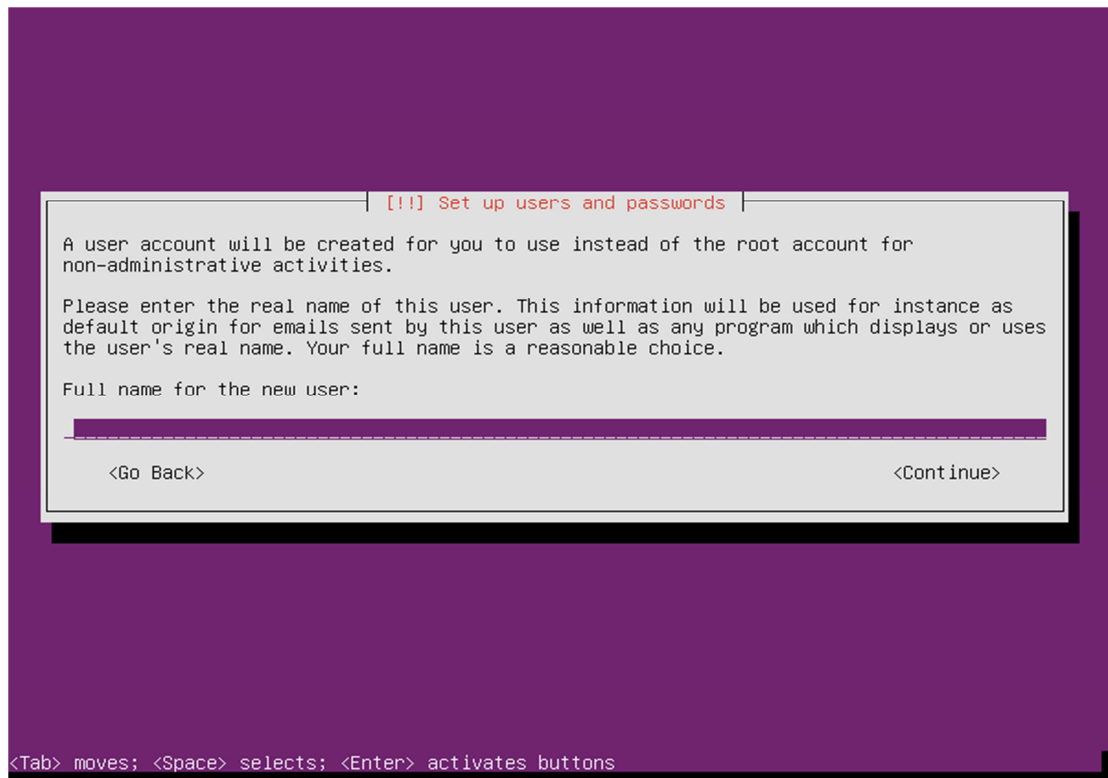 [!!] Set up users and passwords
A user account will be created for you to use instead of the root account for
non-administrative activities.
Please enter the real name of this user. This information will be used for instance as
default origin for emails sent by this user as well as any program which displays or uses
the user's real name. Your full name is a reasonable choice.
Full name for the new user:
<Go Back> <Continue>
<Tab> moves; <Space> selects; <Enter> activates buttons